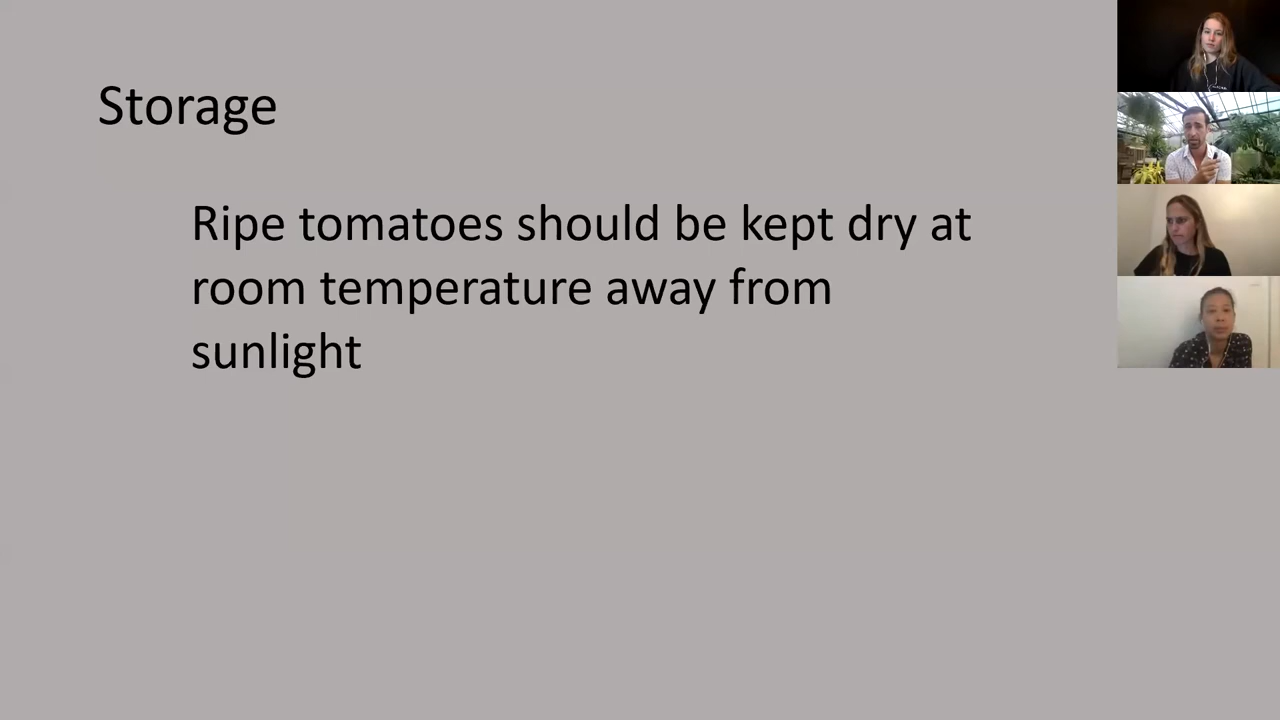 Storage
Ripe tomatoes should be kept dry at
room temperature away from
sunlight